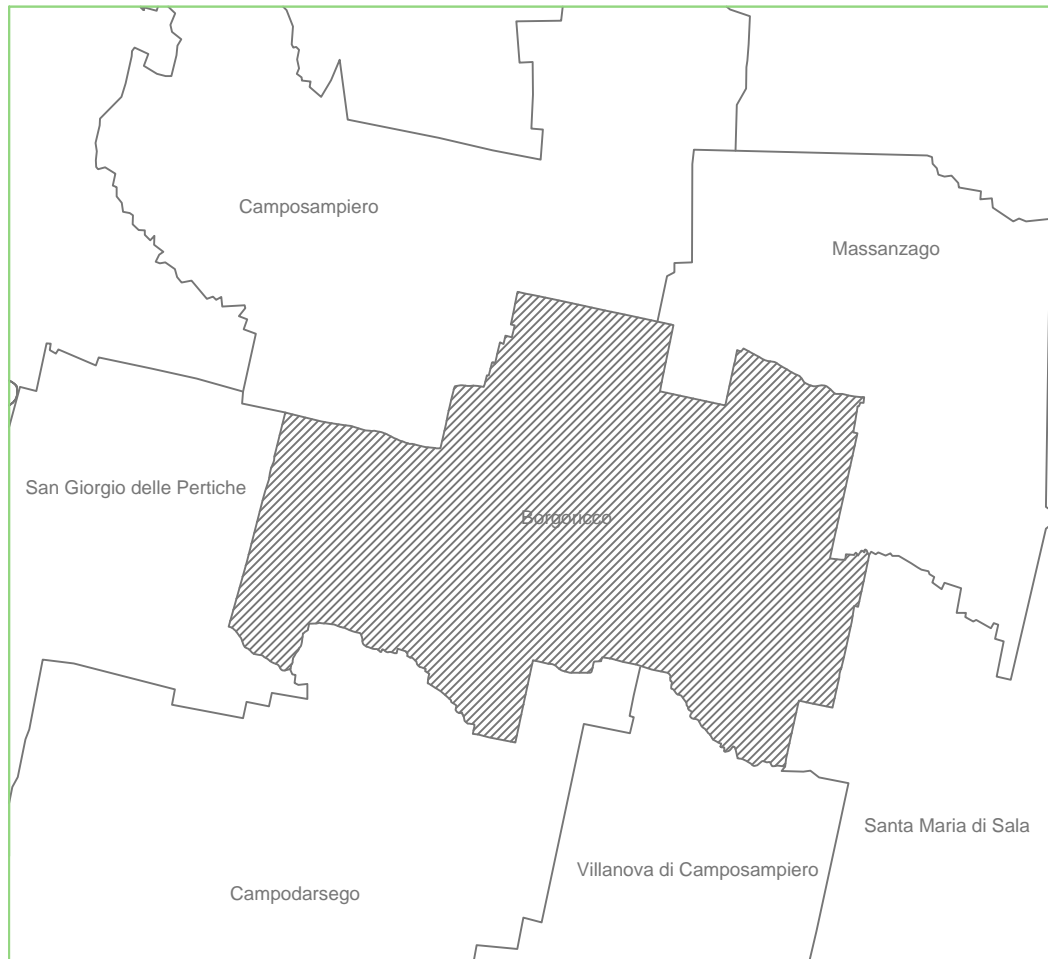 Camposampiero
Massanzago
San Giorgio delle Pertiche
Borgoricco
Santa Maria di Sala
Villanova di Camposampiero
Campodarsego